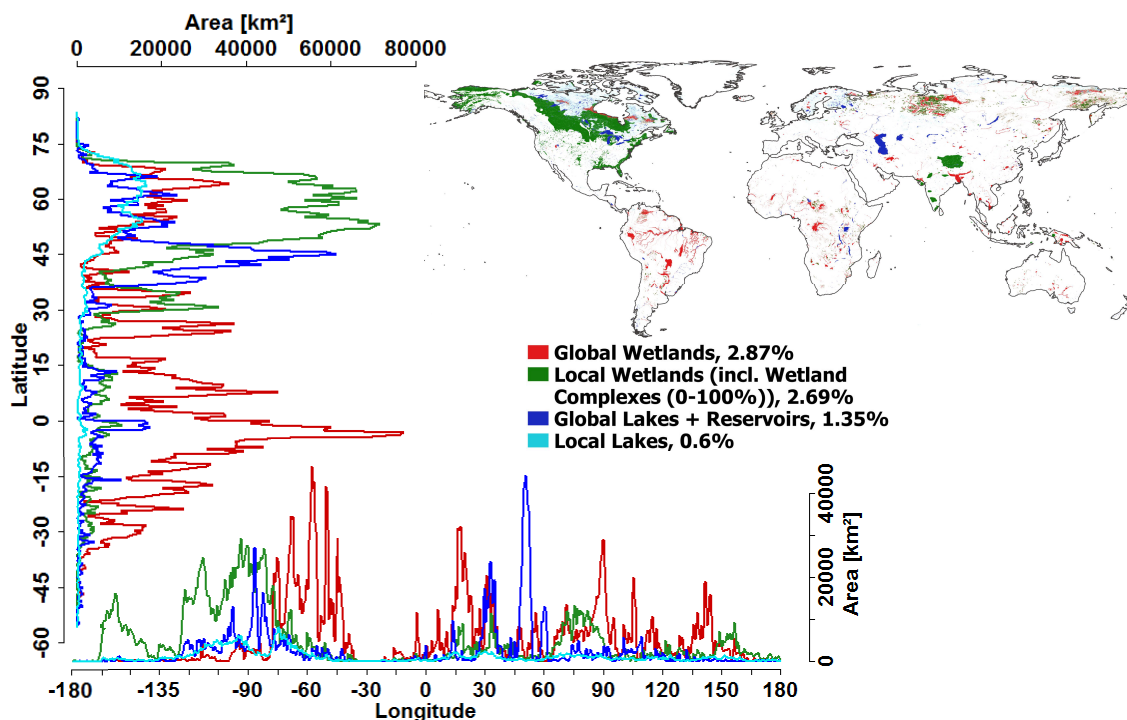 Area [km²]
0 20000 40000 60000 80000
90
75
60
45
30
15
0
-15
-30
-45
-60
Latitude
Global Wetlands, 2.87%
Local Wetlands (incl. Wetland
Complexes (0-100%)), 2.69%
Global Lakes + Reservoirs, 1.35%
Local Lakes, 0.6%
40000
20000
0
Area [km²]
-180 -135 -90 -45 0 30 60 90 120 150 180
Longitude